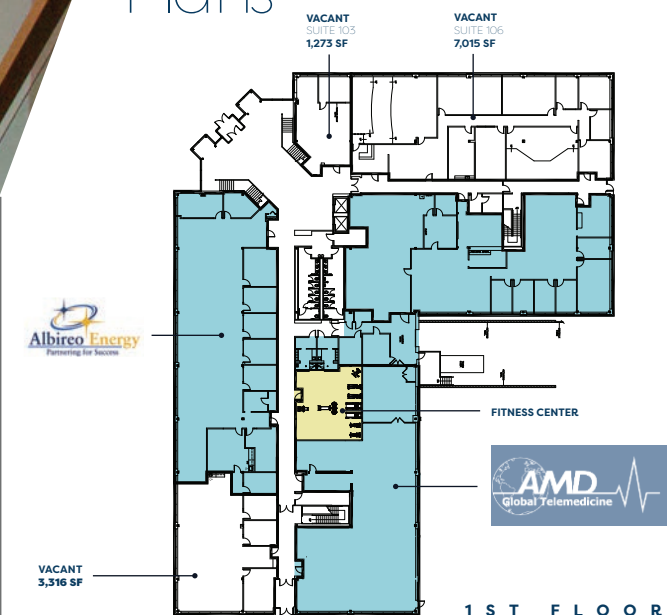 Plans
VACANT
SUITE 103
1,273 SF
VACANT
SUITE 106
7,015 SF
Albireo Energy
Partnering for Success
FITNESS CENTER
AMD
Global Telemedicine
VACANT
3,316 SF
1ST FLOOR